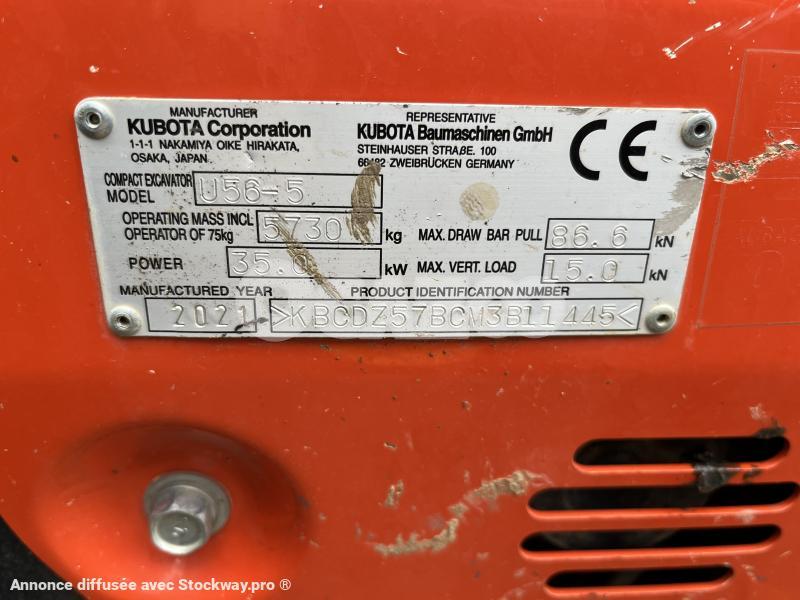 MANUFACTURER
KUBOTA Corporation
1-1-1 NAKAMIYA OIKE HIRAKATA,
OSAKA, JAPAN
REPRESENTATIVE
KUBOTA Baumaschinen GmbH
STEINHAUSER STRAßE. 100
66482 ZWEIBRÜCKEN GERMANY
CE
COMPACT EXCAVATOR
MODEL U56-5
OPERATING MASS INCL
OPERATOR OF 75kg 5730 kg
MAX. DRAW BAR PULL 86.6 kN
POWER 35.0 kW
MAX. VERT. LOAD 15.0 kN
MANUFACTURED YEAR PRODUCT IDENTIFICATION NUMBER
2021 >KBCDZ57BCM3B11445<
Annonce diffusée avec Stockway.pro ®